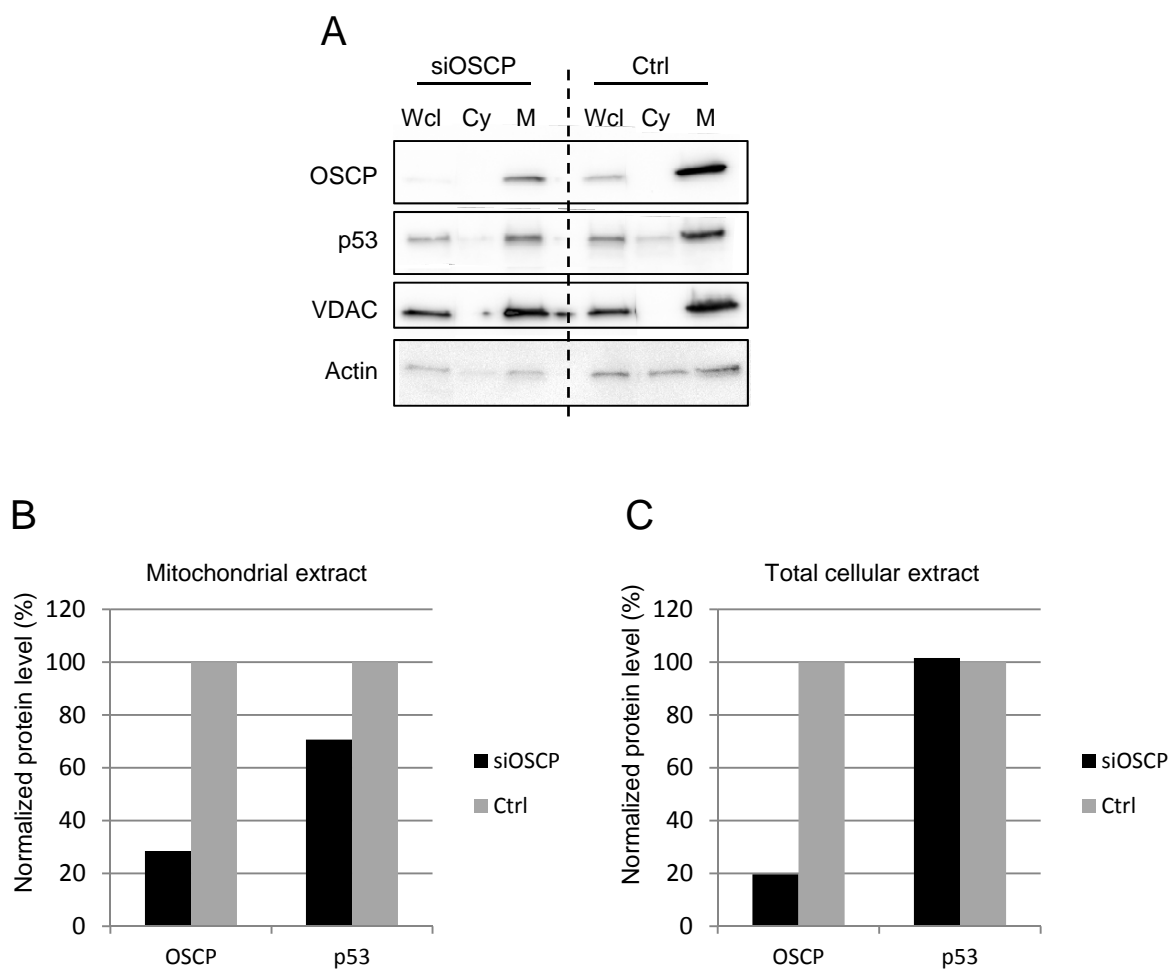 A
siOSCP Ctrl
Wcl Cy M Wcl Cy M
OSCP
p53
VDAC
Actin
B
Mitochondrial extract
Normalized protein level (%)
120
100
80
60
40
20
0
OSCP p53
siOSCP
Ctrl
C
Total cellular extract
Normalized protein level (%)
120
100
80
60
40
20
0
OSCP p53
siOSCP
Ctrl